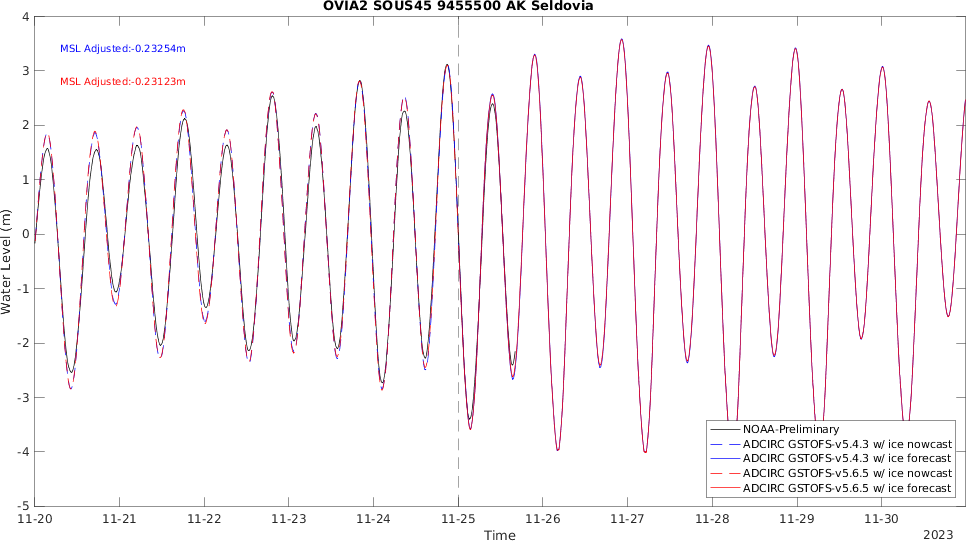 OVIA2 SOUS45 9455500 AK Seldovia
MSL Adjusted:-0.23254m
MSL Adjusted:-0.23123m
4
3
2
1
0
-1
-2
-3
-4
-5
Water Level (m)
NOAA-Preliminary
ADCIRC GSTOFS-v5.4.3 w/ ice nowcast
ADCIRC GSTOFS-v5.4.3 w/ ice forecast
ADCIRC GSTOFS-v5.6.5 w/ ice nowcast
ADCIRC GSTOFS-v5.6.5 w/ ice forecast
11-20 11-21 11-22 11-23 11-24 11-25 11-26 11-27 11-28 11-29 11-30
Time
2023